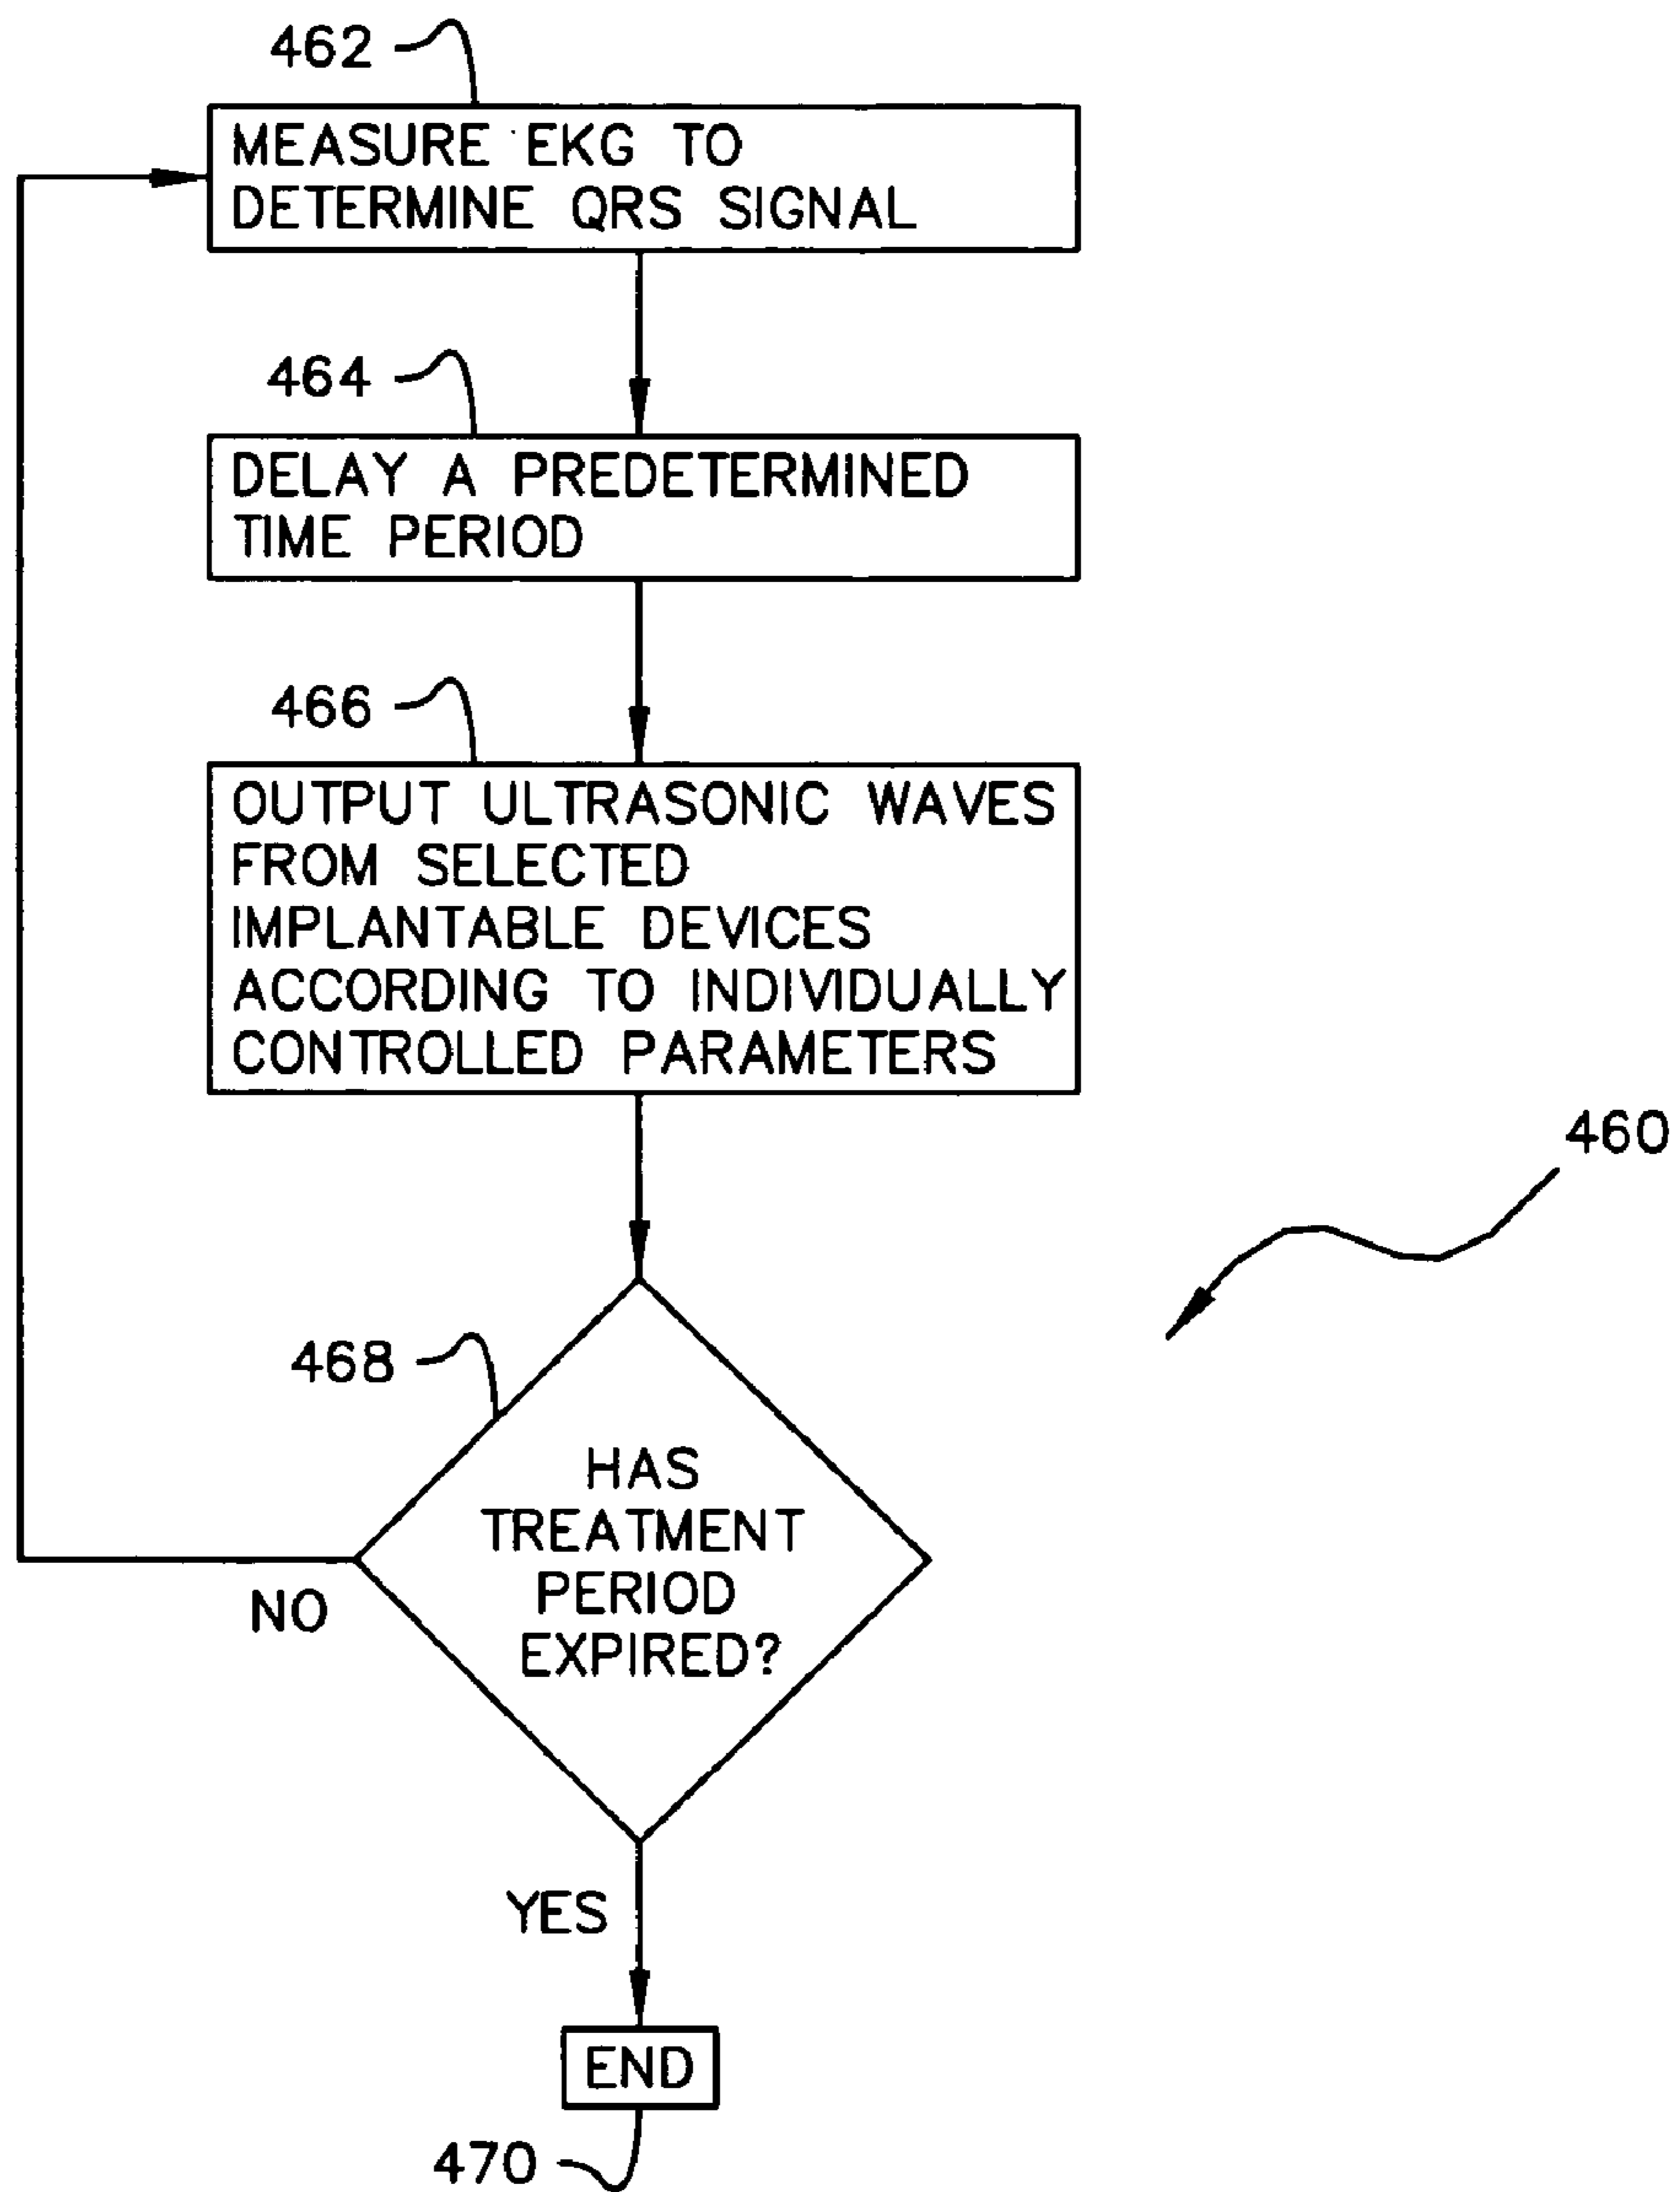 462
MEASURE EKG TO
DETERMINE QRS SIGNAL
464
DELAY A PREDETERMINED
TIME PERIOD
466
OUTPUT ULTRASONIC WAVES
FROM SELECTED
IMPLANTABLE DEVICES
ACCORDING TO INDIVIDUALLY
CONTROLLED PARAMETERS
460
468
HAS
TREATMENT
PERIOD
EXPIRED?
NO
YES
END
470